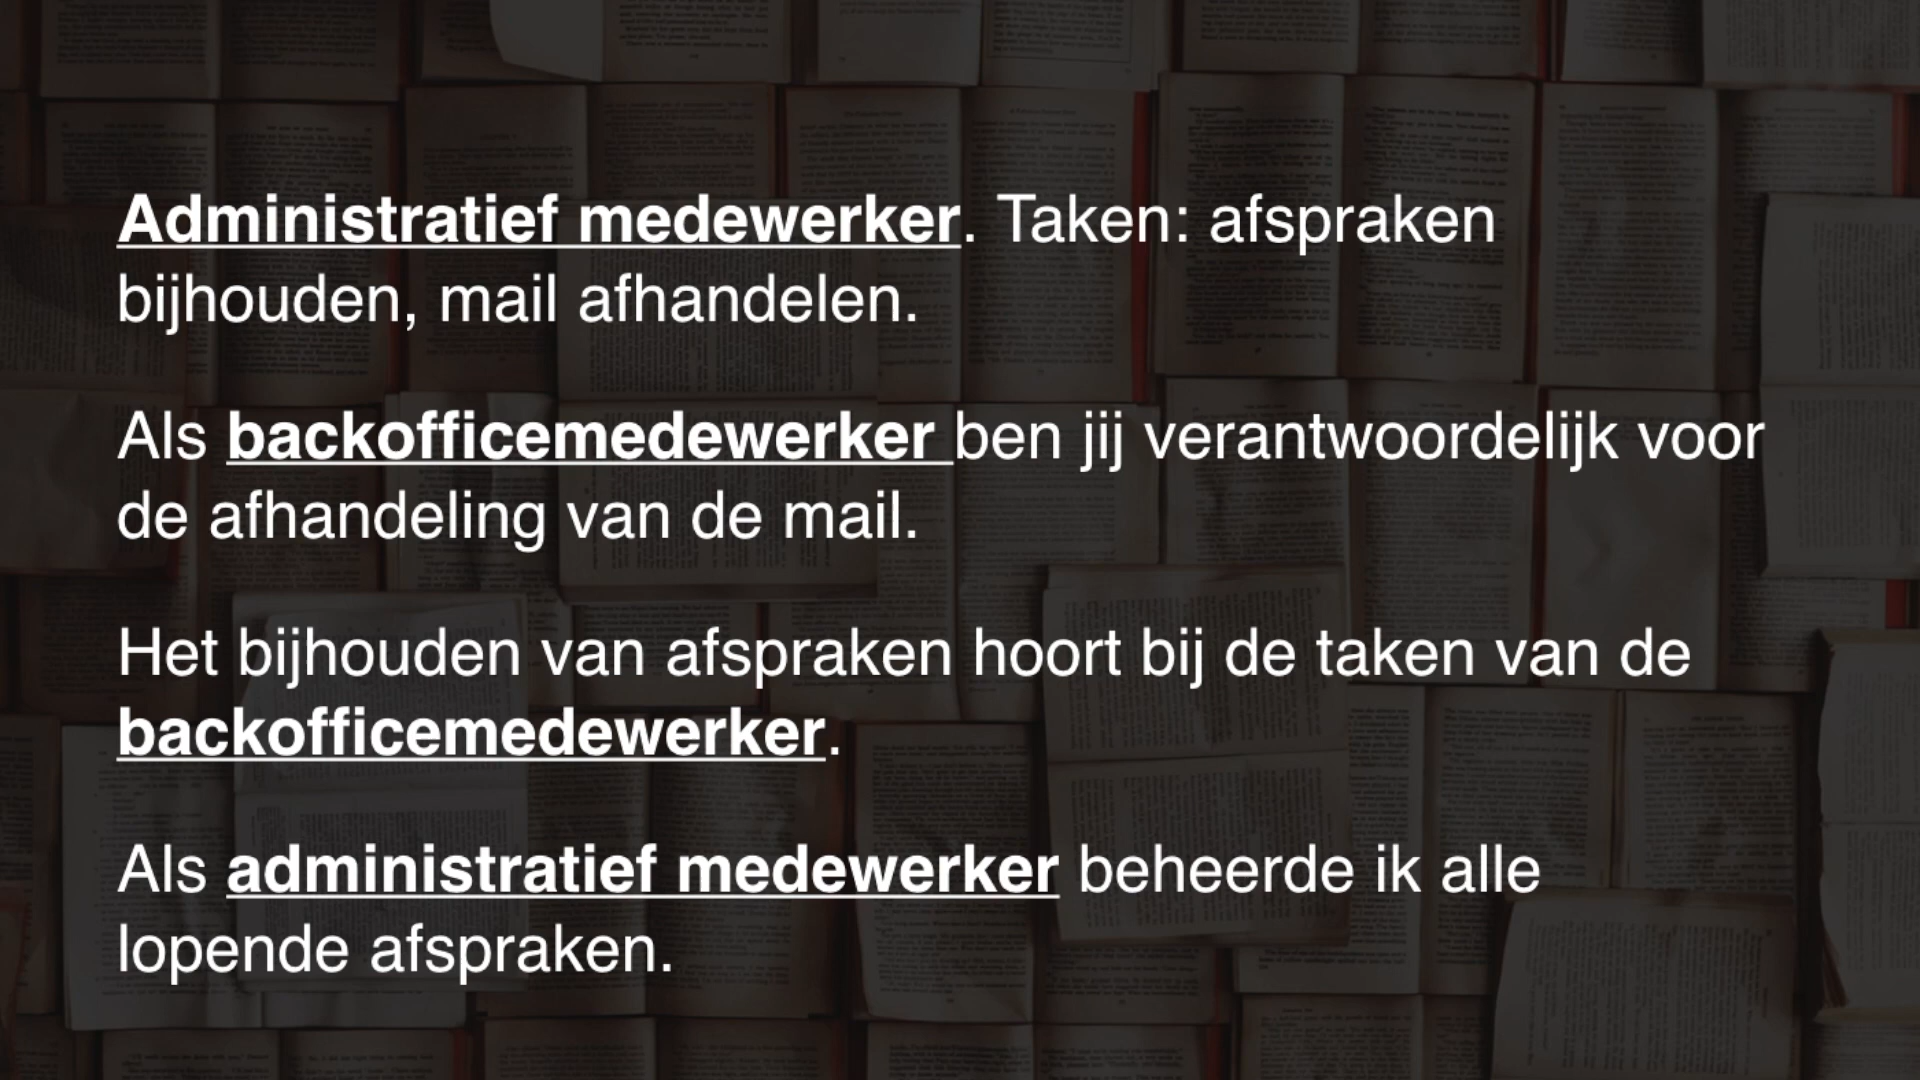 Administratief medewerker. Taken: afspraken
bijhouden, mail afhandelen.
Als backofficemedewerker ben jij verantwoordelijk voor
de afhandeling van de mail.
Het bijhouden van afspraken hoort bij de taken van de
backofficemedewerker.
Als administratief medewerker beheerde ik alle
lopende afspraken.